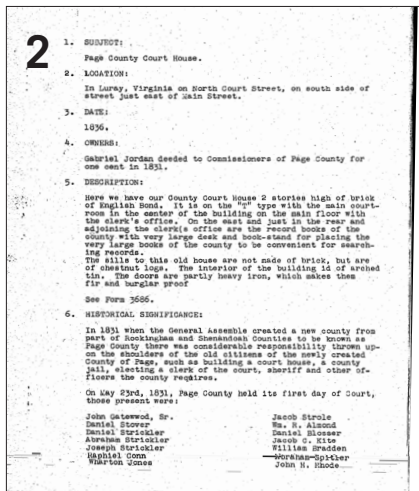 2
1. SUBJECT:
Page County Court House.
2. LOCATION:
In Luray, Virginia on North Court Street, on south side of
street just east of Main Street.
3. DATE:
1836.
4. OWNERS:
Gabriel Jordan deeded to Commissioners of Page County for
one cent in 1831.
5. DESCRIPTION:
Here we have our County Court House 2 stories high of brick
of English Bond. It is on the "T" type with the main court-
room in the center of the building on the main floor with
the clerk's office. On the east and just in the rear and
adjoining the clerk(s office are the record books of the
county with very large desk and book-stand for placing the
very large books of the county to be convenient for search-
ing records.
The sills to this old house are not made of brick, but are
of chestnut logs. The interior of the building id of arched
tin. The doors are partly heavy iron, which makes them
fir and burglar proof
See Form 3686.
6. HISTORICAL SIGNIFICANCE:
In 1831 when the General Assemble created a new county from
part of Rockingham and Shenandoah Counties to be known as
Page County there was considerable responsibility thrown up-
on the shoulders of the old citizens of the newly created
County of Page, such as building a court house, a county
jail, electing a clerk of the court, sheriff and other of-
ficers the county requires.
On May 23rd, 1831, Page County held its first day of Court,
those present were:
John Gatewood, Sr. Jacob Strole
Daniel Stover Wm. R. Almond
Daniel Strickler Daniel Blosser
Abraham Strickler Jacob C. Kite
Joseph Strickler William Bradden
Raphiel Conn Abraham Spitler
Wharton Jones John H. Rhode